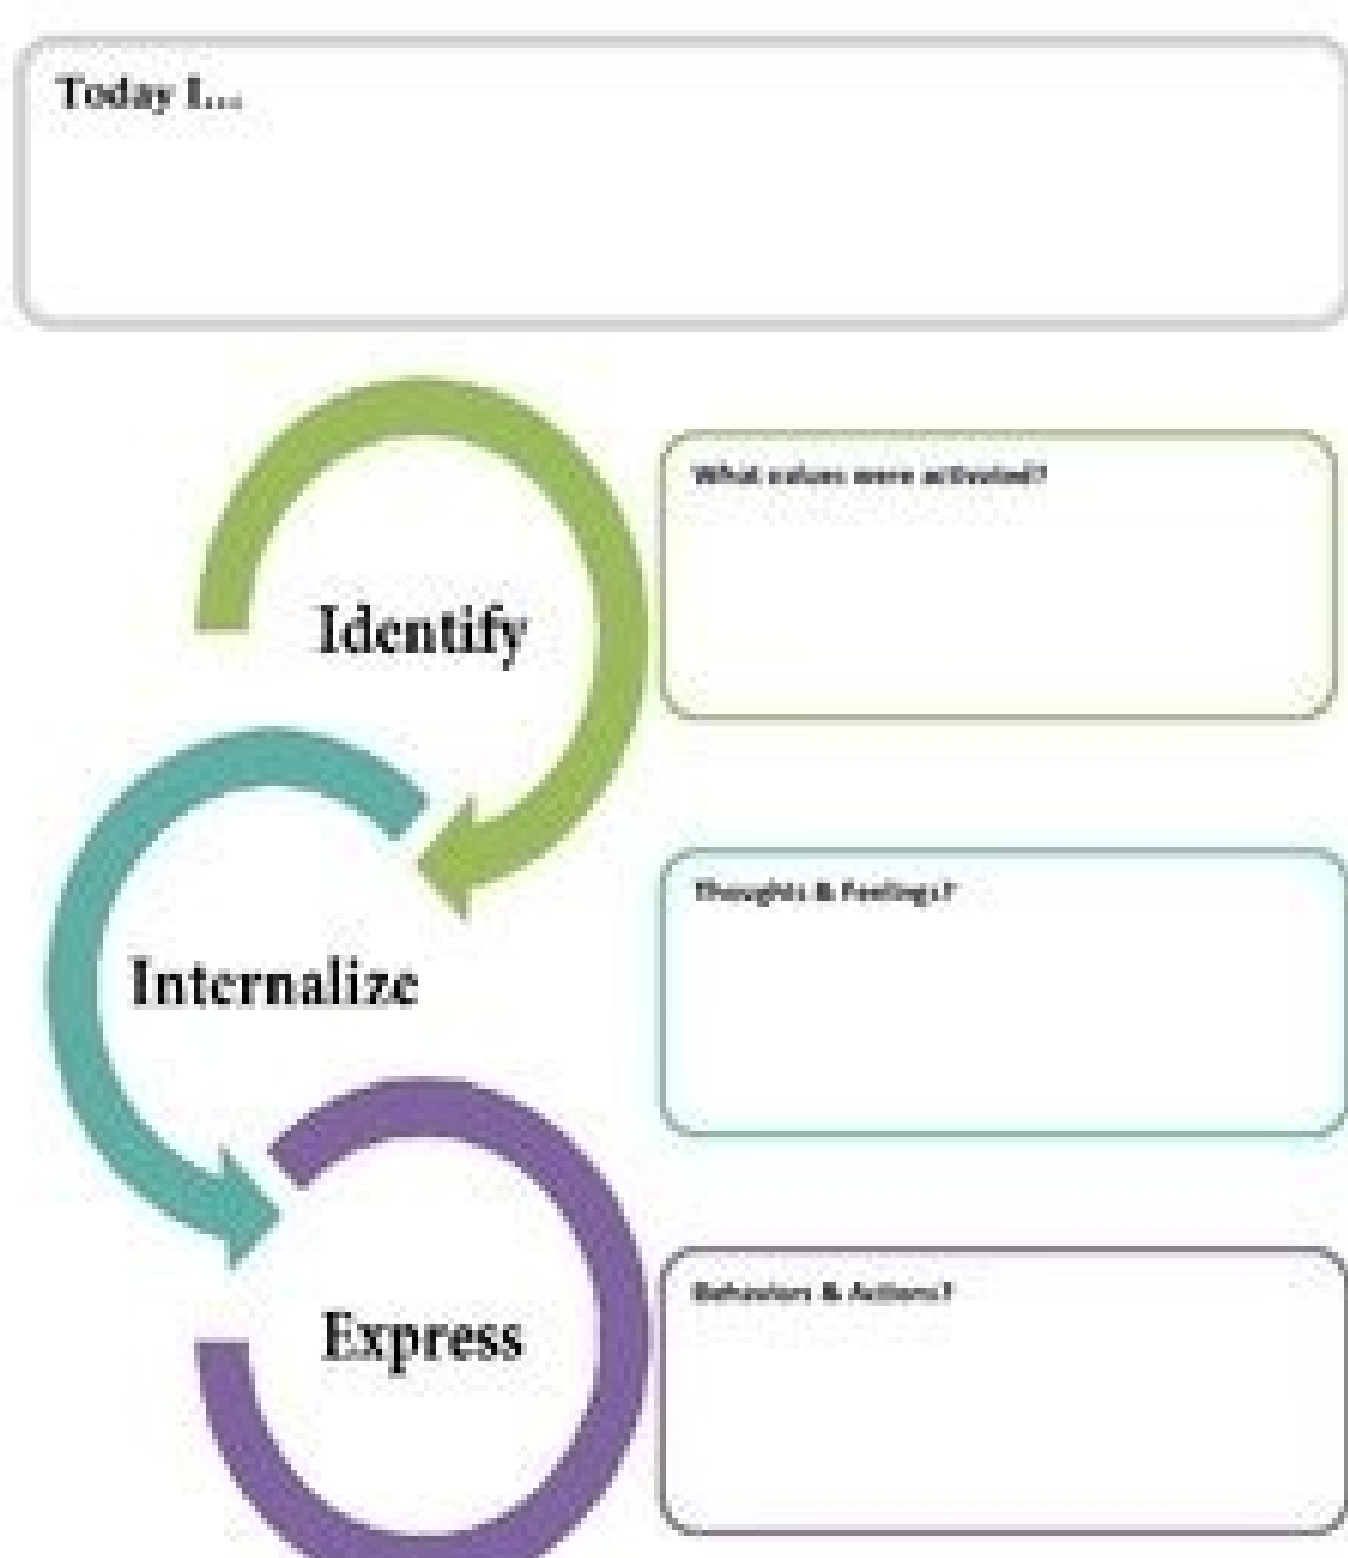 Today I...
Identify
What values were activated?
Internalize
Thoughts & Feelings?
Express
Behaviors & Actions?